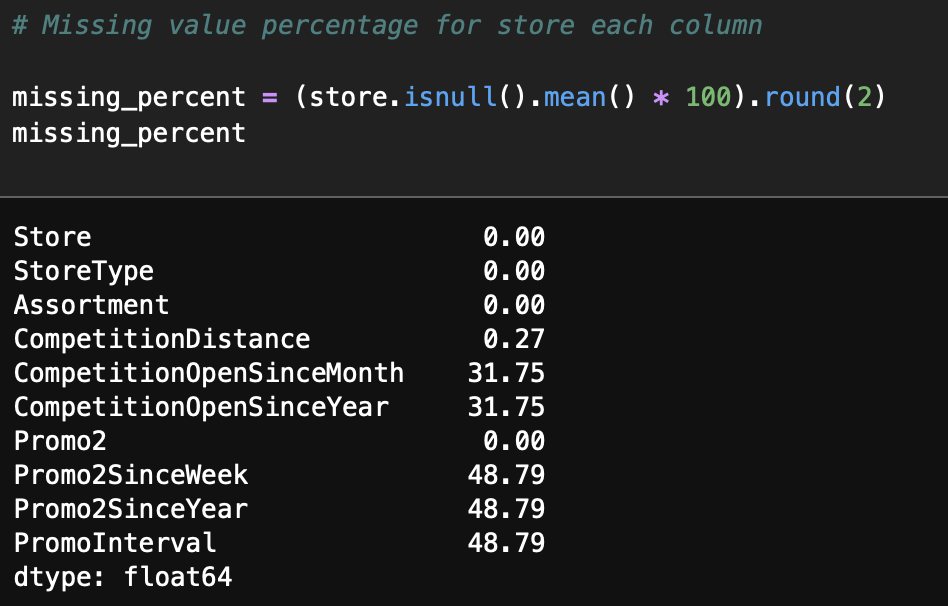 # Missing value percentage for store each column
missing_percent = (store.isnull().mean() * 100).round(2)
missing_percent
Store 0.00
StoreType 0.00
Assortment 0.00
CompetitionDistance 0.27
CompetitionOpenSinceMonth 31.75
CompetitionOpenSinceYear 31.75
Promo2 0.00
Promo2SinceWeek 48.79
Promo2SinceYear 48.79
PromoInterval 48.79
dtype: float64